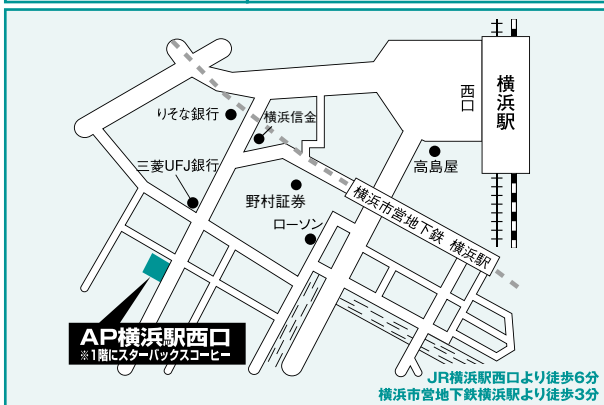 横浜駅
西口
りそな銀行
横浜信金
三菱UFJ銀行
高島屋
野村証券
横浜市営地下鉄 横浜駅
ローソン
AP横浜駅西口
※1階にスターバックスコーヒー
JR横浜駅西口より徒歩6分
横浜市営地下鉄横浜駅より徒歩3分